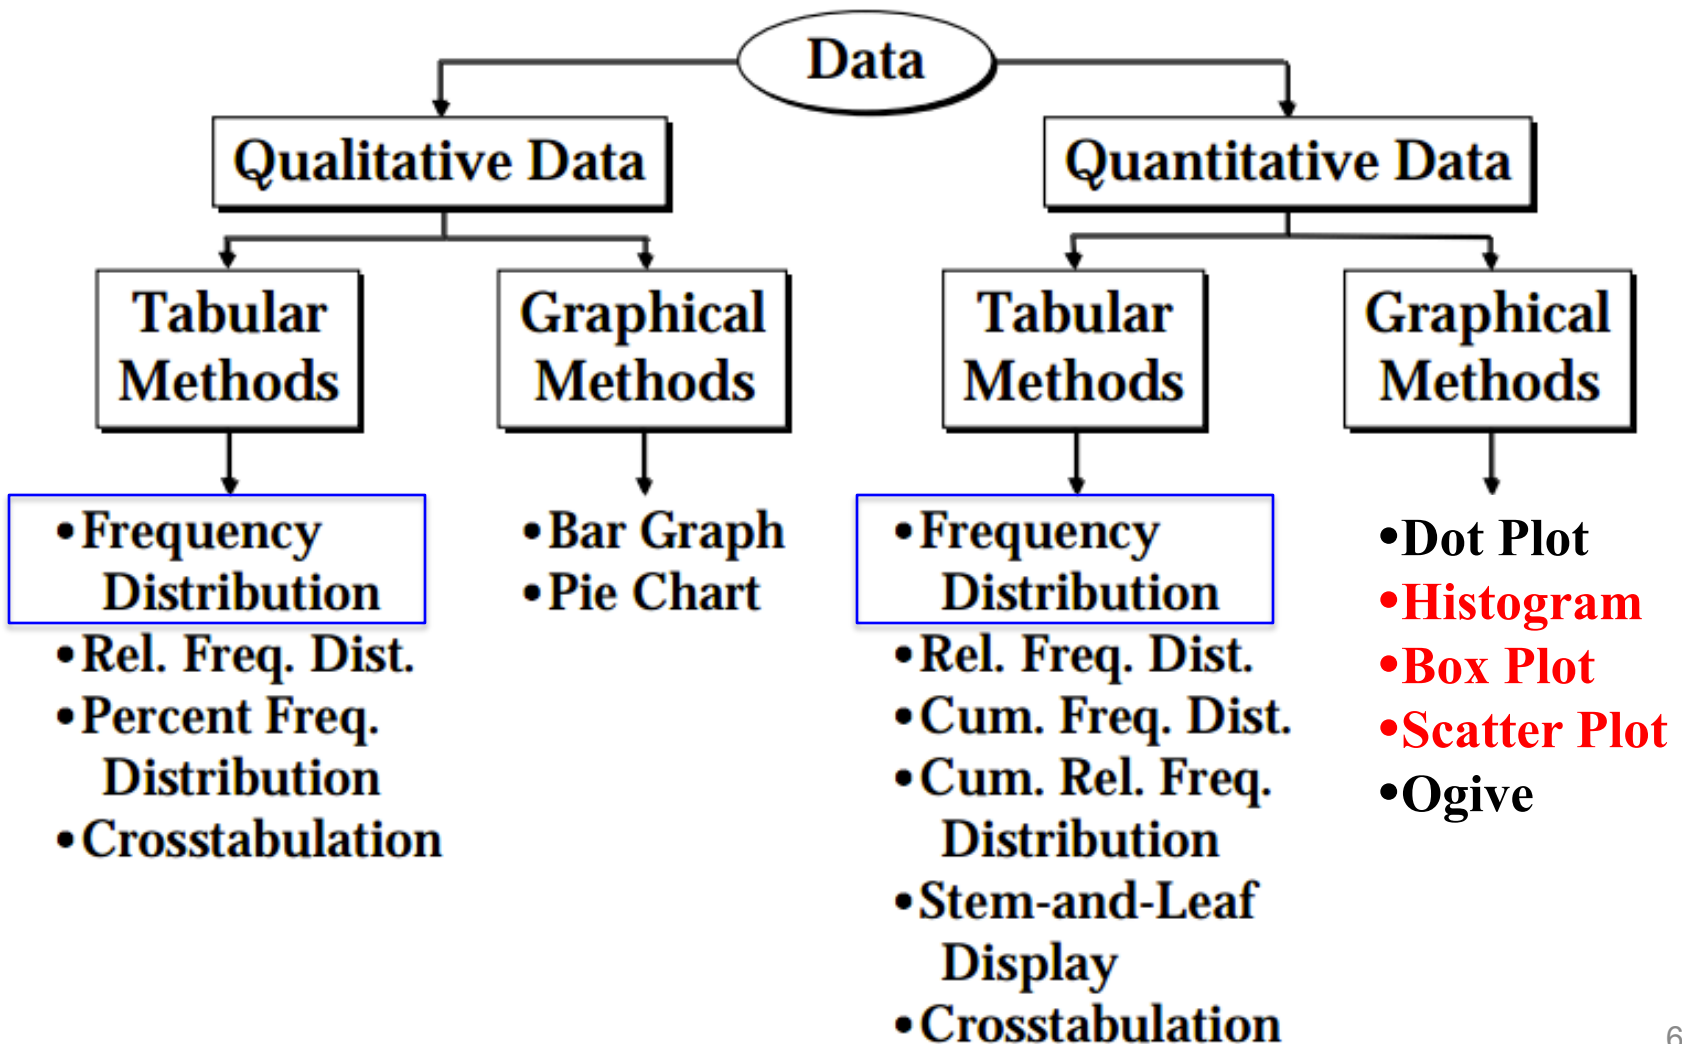 Data
Qualitative Data
Quantitative Data
Tabular
Methods
Graphical
Methods
Tabular
Methods
Graphical
Methods
•Frequency
Distribution
•Rel. Freq. Dist.
•Percent Freq.
Distribution
•Crosstabulation
•Bar Graph
•Pie Chart
•Frequency
Distribution
•Rel. Freq. Dist.
•Cum. Freq. Dist.
•Cum. Rel. Freq.
Distribution
•Stem-and-Leaf
Display
•Crosstabulation
•Dot Plot
•Histogram
•Box Plot
•Scatter Plot
•Ogive
6